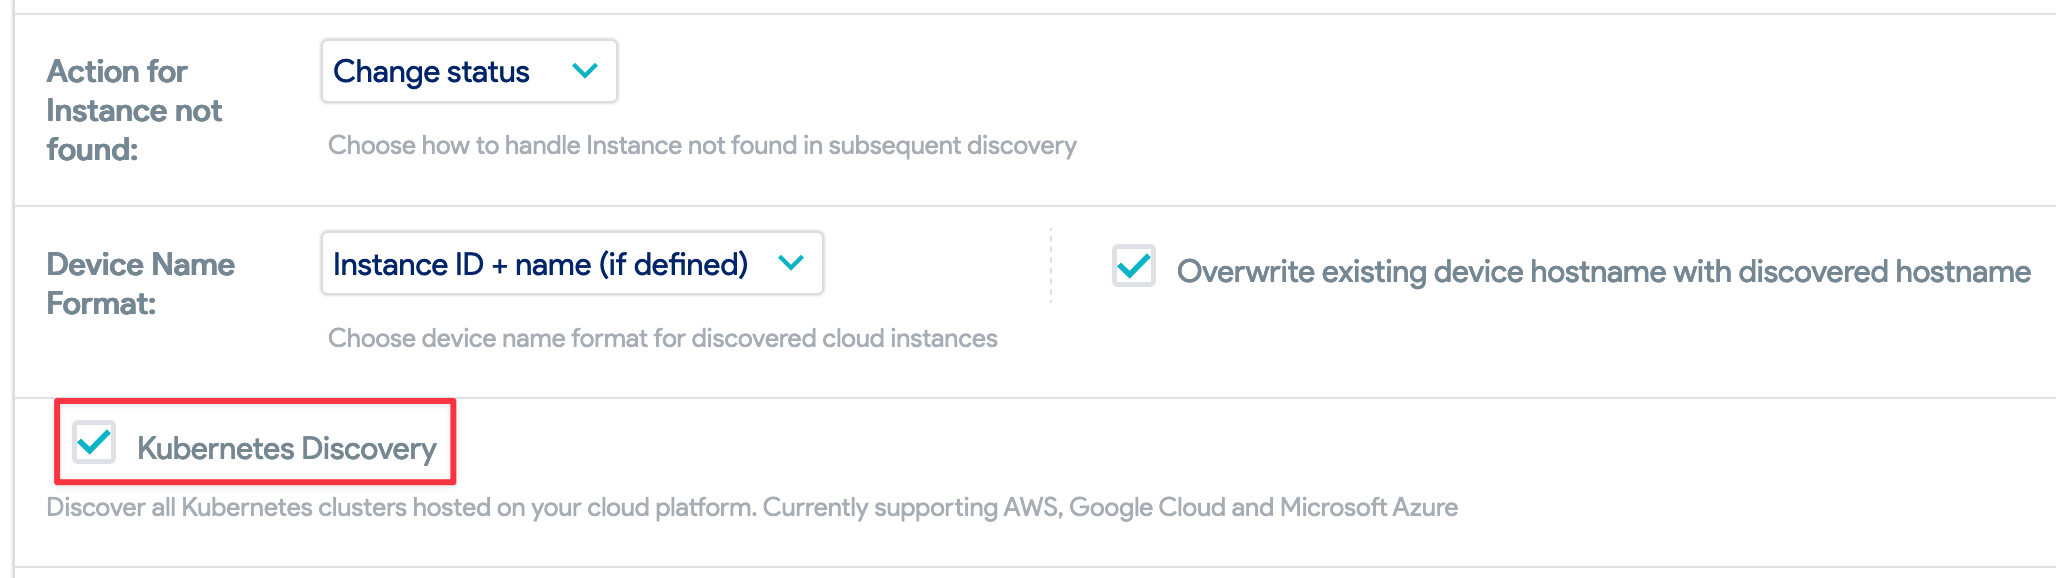 Action for
Instance not
found:
Change status
Choose how to handle Instance not found in subsequent discovery
Device Name
Format:
Instance ID + name (if defined)
Overwrite existing device hostname with discovered hostname
Choose device name format for discovered cloud instances
Kubernetes Discovery
Discover all Kubernetes clusters hosted on your cloud platform. Currently supporting AWS, Google Cloud and Microsoft Azure